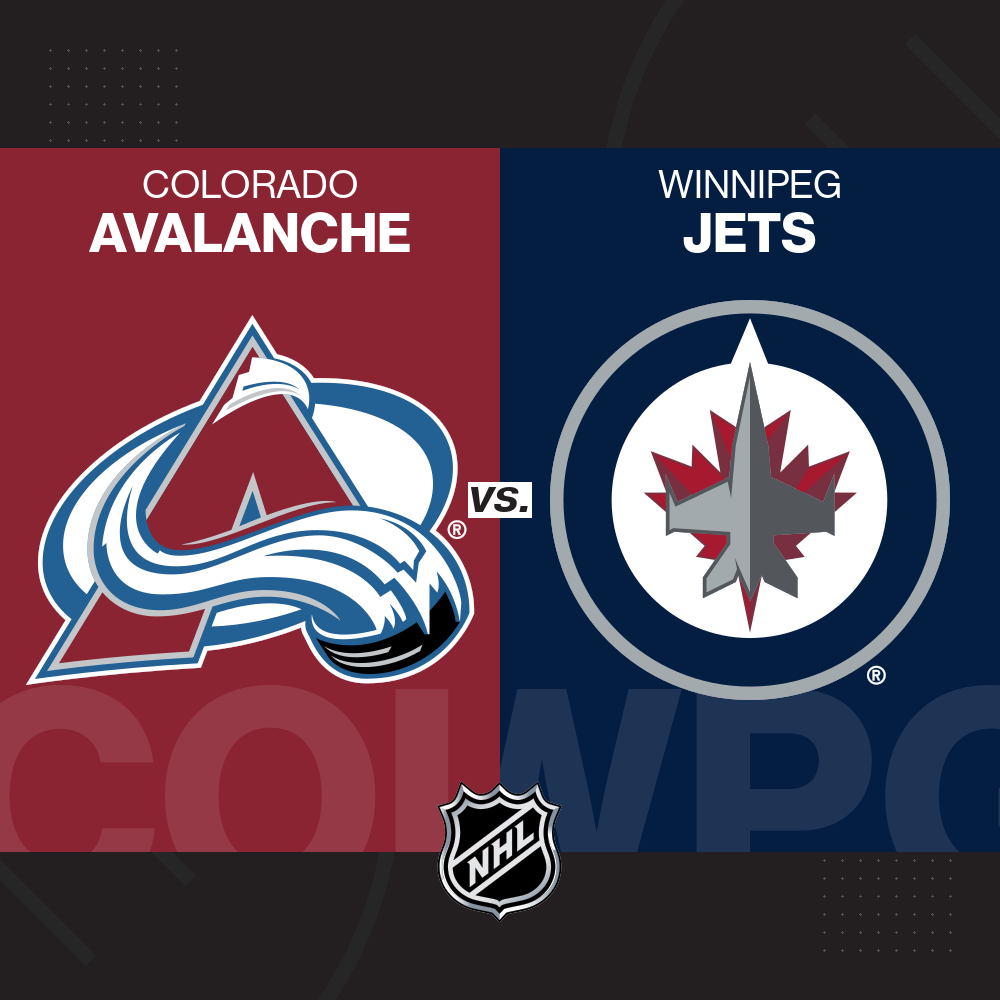 COLORADO
AVALANCHE
WINNIPEG
JETS
VS.
®
®
COL
WPG
NHL